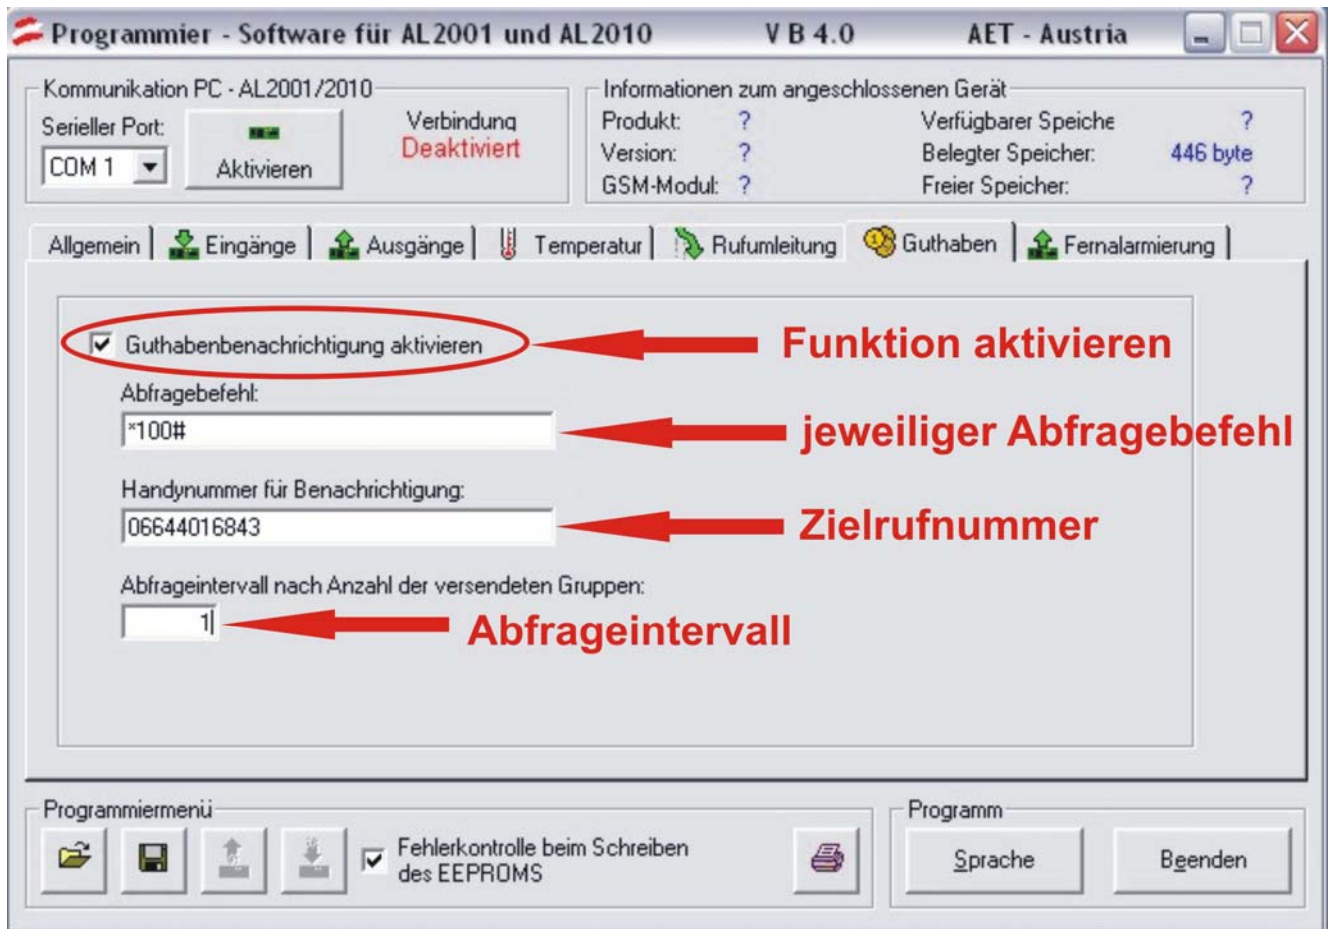 Programmier - Software für AL2001 und AL2010 V B 4.0 AET - Austria
Kommunikation PC - AL2001/2010
Serieller Port:
COM 1
Aktivieren
Verbindung
Deaktiviert
Informationen zum angeschlossenen Gerät
Produkt: ?
Version: ?
GSM-Modul: ?
Verfügbarer Speiche ?
Belegter Speicher: 446 byte
Freier Speicher: ?
Allgemein Eingänge Ausgänge Temperatur Rufumleitung Guthaben Fernalarmierung
Guthabenbenachrichtigung aktivieren
Funktion aktivieren
Abfragebefehl:
*100#
jeweiliger Abfragebefehl
Handynummer für Benachrichtigung:
06644016843
Zielrufnummer
Abfrageintervall nach Anzahl der versendeten Gruppen:
1
Abfrageintervall
Programmiermenü
Fehlerkontrolle beim Schreiben
des EEPROMS
Programm
Sprache
Beenden